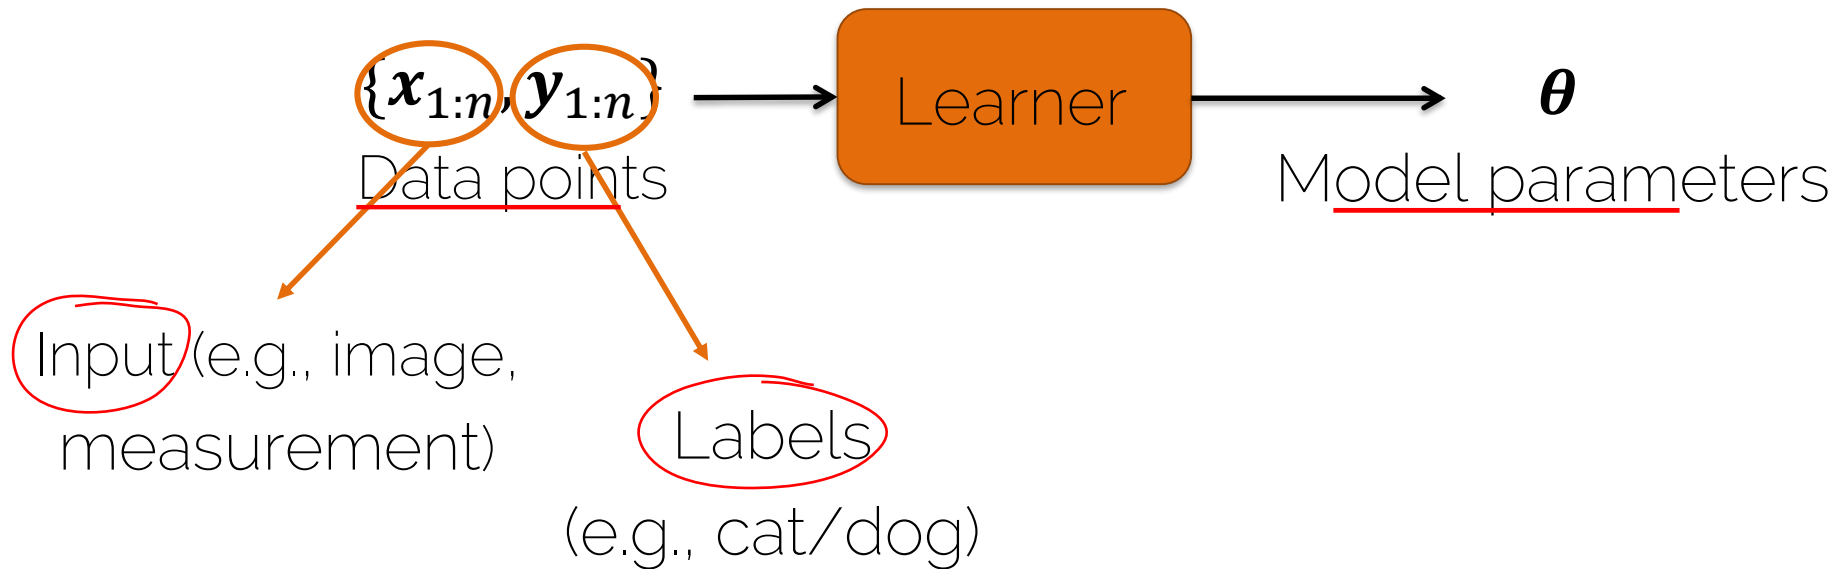 {x1:n, y1:n}
Learner
θ
Data points
Model parameters
Input (e.g., image,
measurement)
Labels
(e.g., cat/dog)